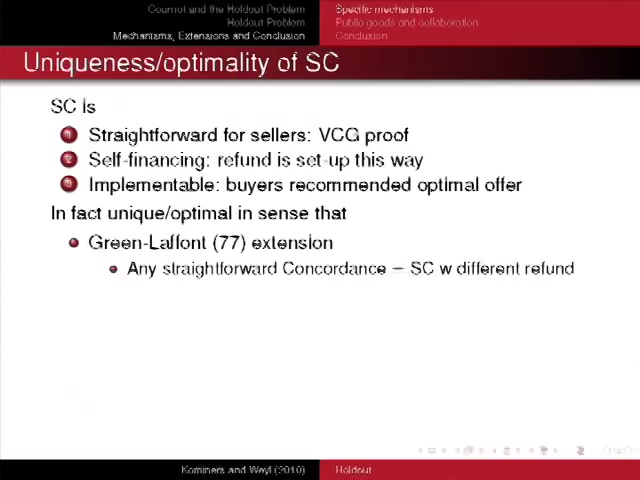 Cournot and the Holdout Problem
Holdout Problem
Mechanisms, Extensions and Conclusion
Specific mechanisms
Public goods and collaboration
Conclusion
Uniqueness/optimality of SC
SC is
1 Straightforward for sellers: VCG proof
2 Self-financing: refund is set-up this way
3 Implementable: buyers recommended optimal offer
In fact unique/optimal in sense that
Green-Laffont (77) extension
Any straightforward Concordance = SC w different refund
Kominers and Weyl (2010)
Holdout